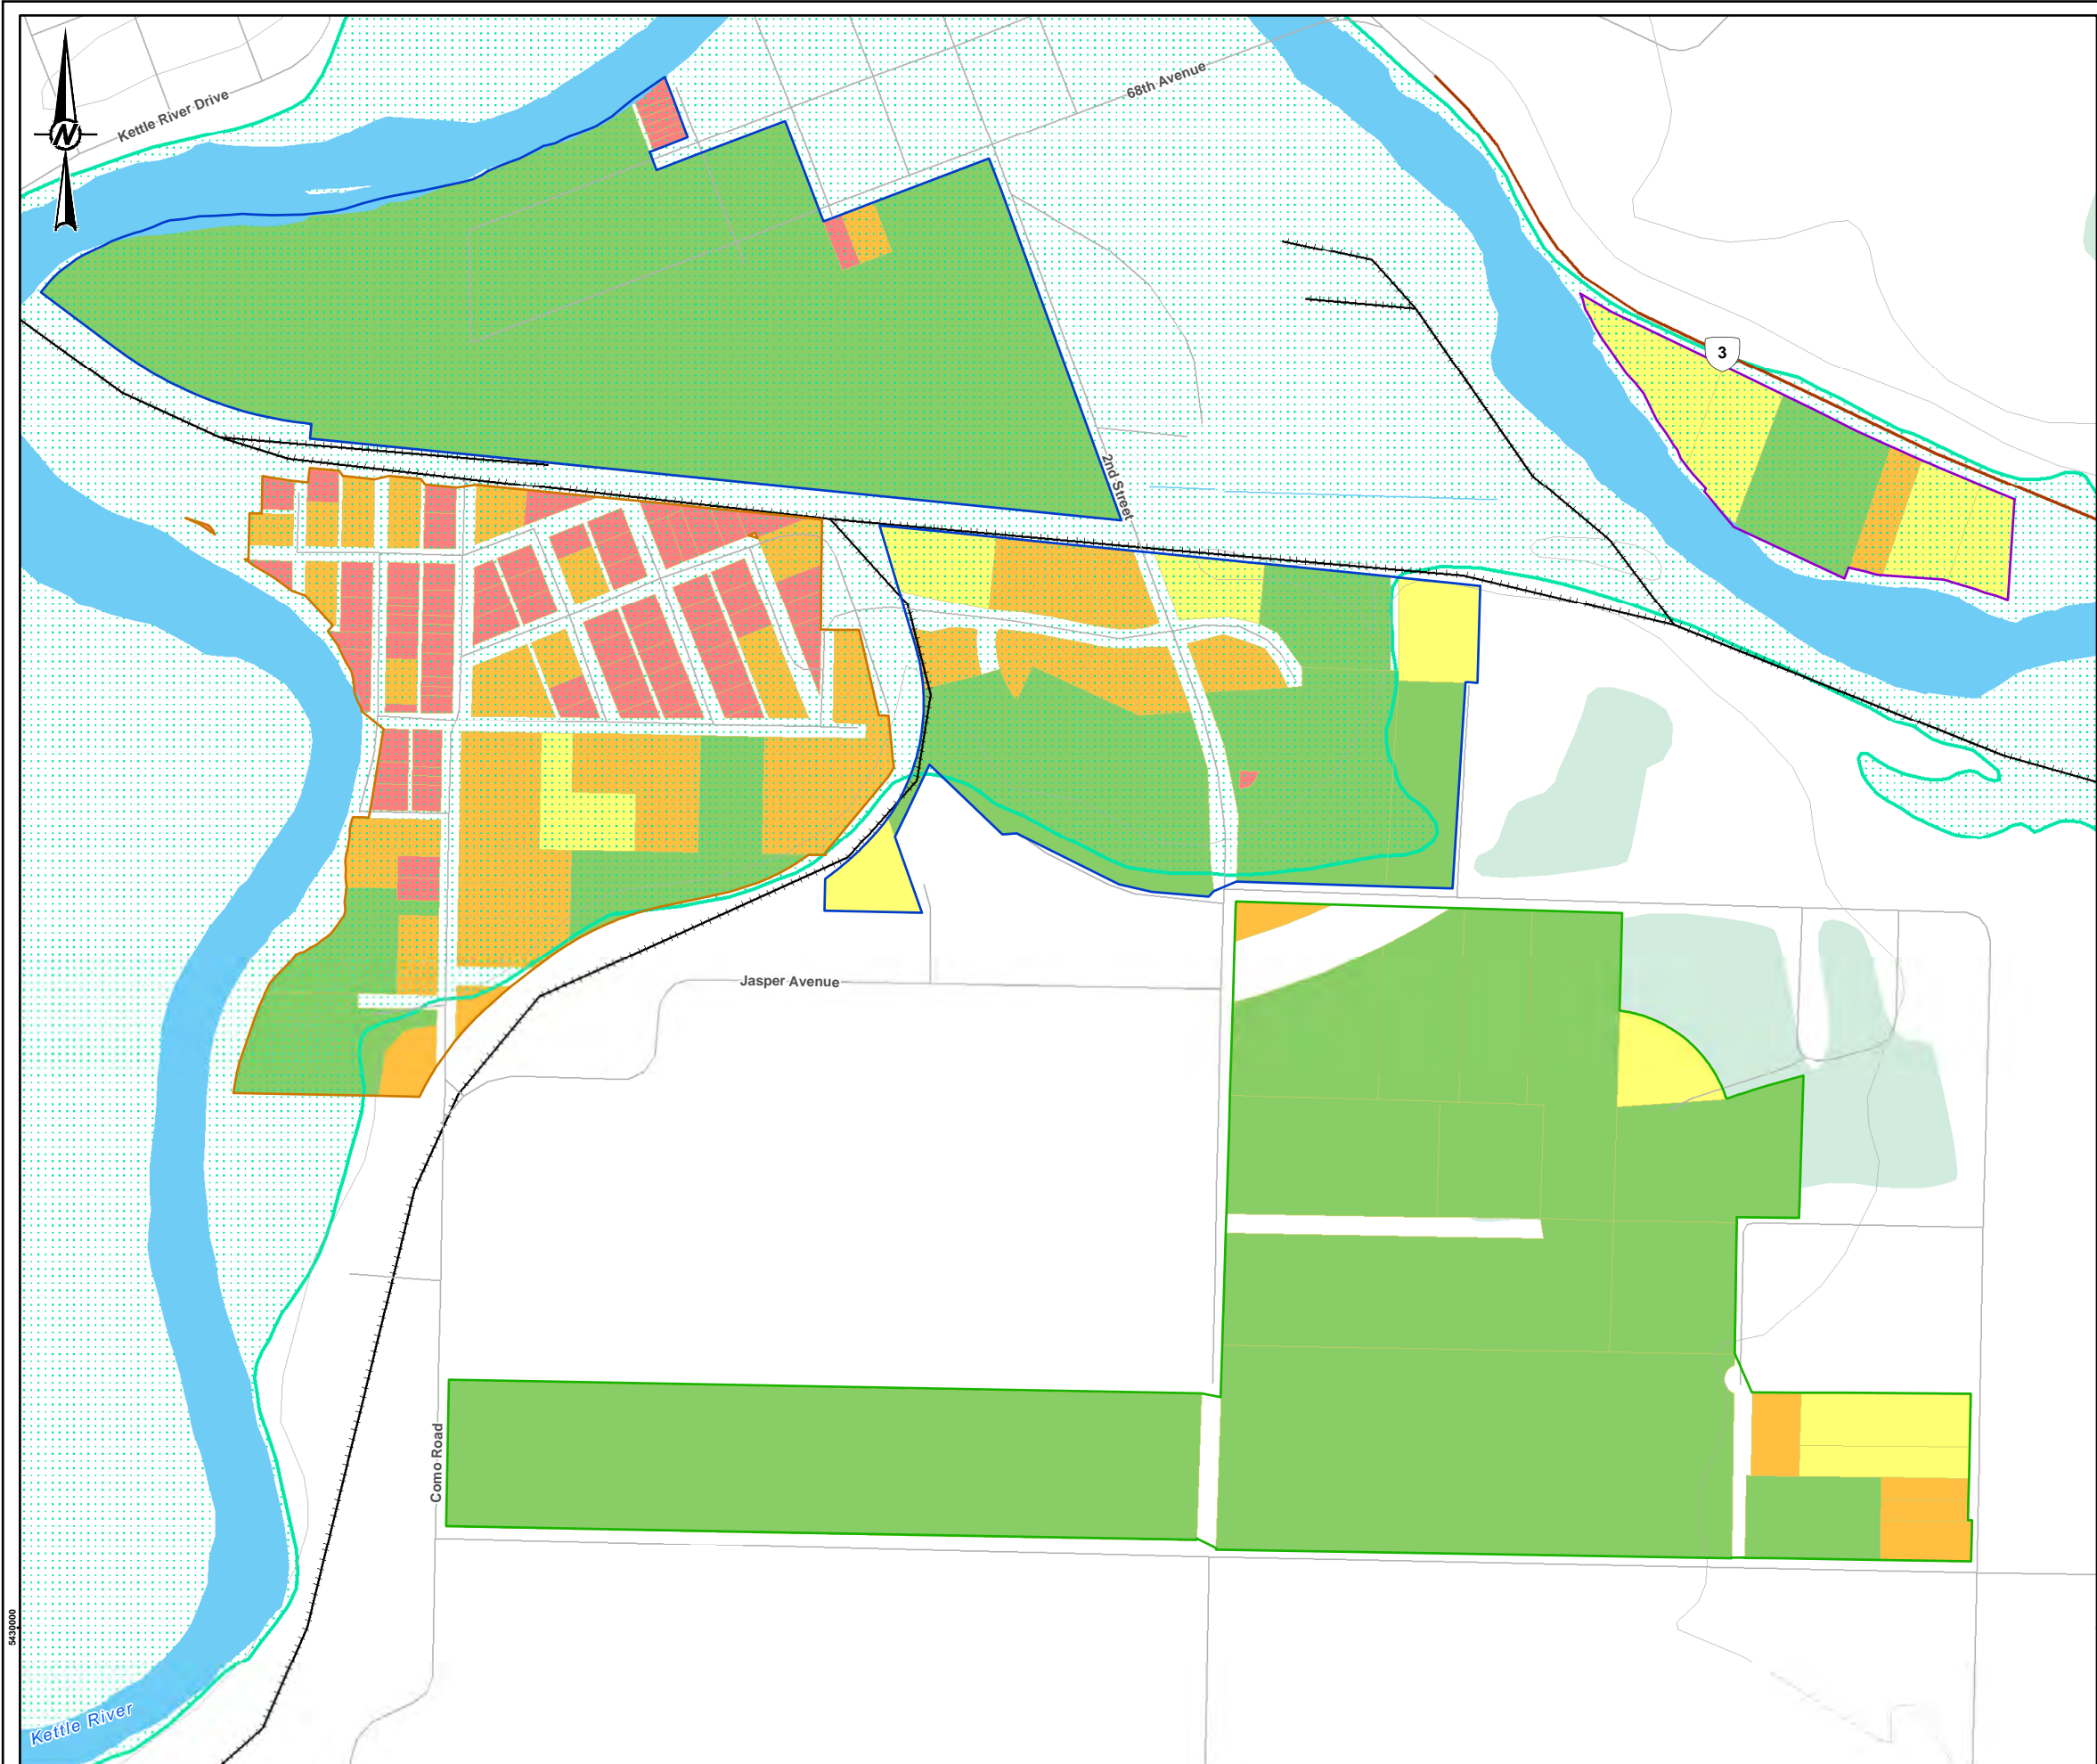 Kettle River Drive
68th Avenue
N
3
2nd Street
Jasper Avenue
Como Road
5430000
Kettle River